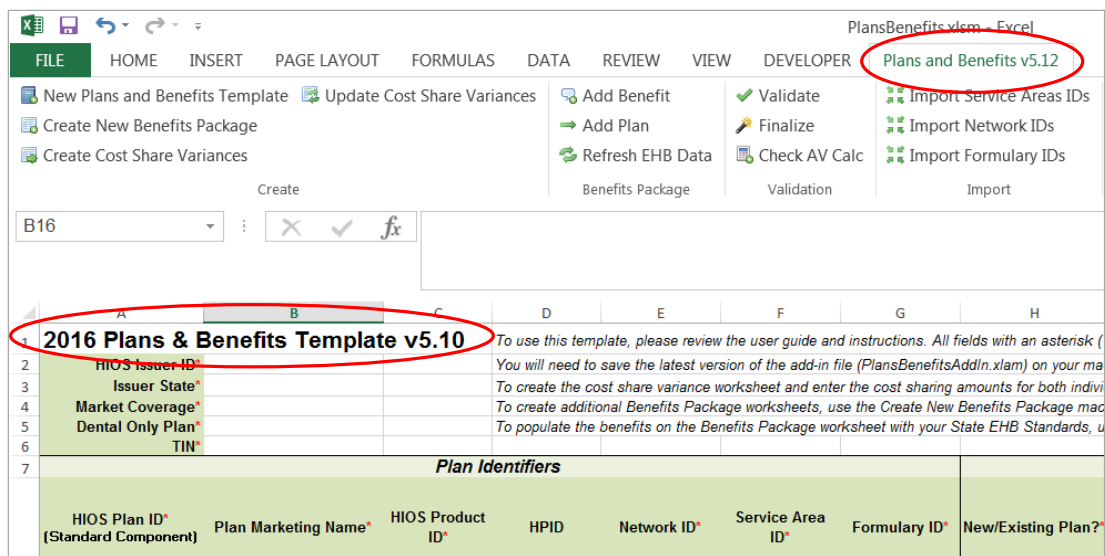 PlansBenefits.xlsm - Excel
FILE HOME INSERT PAGE LAYOUT FORMULAS DATA REVIEW VIEW DEVELOPER Plans and Benefits v5.12
New Plans and Benefits Template Update Cost Share Variances Add Benefit Validate Import Service Areas IDs
Create New Benefits Package Add Plan Finalize Import Network IDs
Create Cost Share Variances Refresh EHB Data Check AV Calc Import Formulary IDs
Create Benefits Package Validation Import
B16 fx
A B C D E F G H
1 2016 Plans & Benefits Template v5.10 To use this template, please review the user guide and instructions. All fields with an asterisk (
2 HIOS Issuer ID* You will need to save the latest version of the add-in file (PlansBenefitsAddIn.xlam) on your ma
3 Issuer State* To create the cost share variance worksheet and enter the cost sharing amounts for both indivi
4 Market Coverage* To create additional Benefits Package worksheets, use the Create New Benefits Package mac
5 Dental Only Plan* To populate the benefits on the Benefits Package worksheet with your State EHB Standards, u
6 TIN*
7 Plan Identifiers
HIOS Plan ID* Plan Marketing Name* HIOS Product HPID Network ID* Service Area Formulary ID* New/Existing Plan?*
(Standard Component) ID* ID*